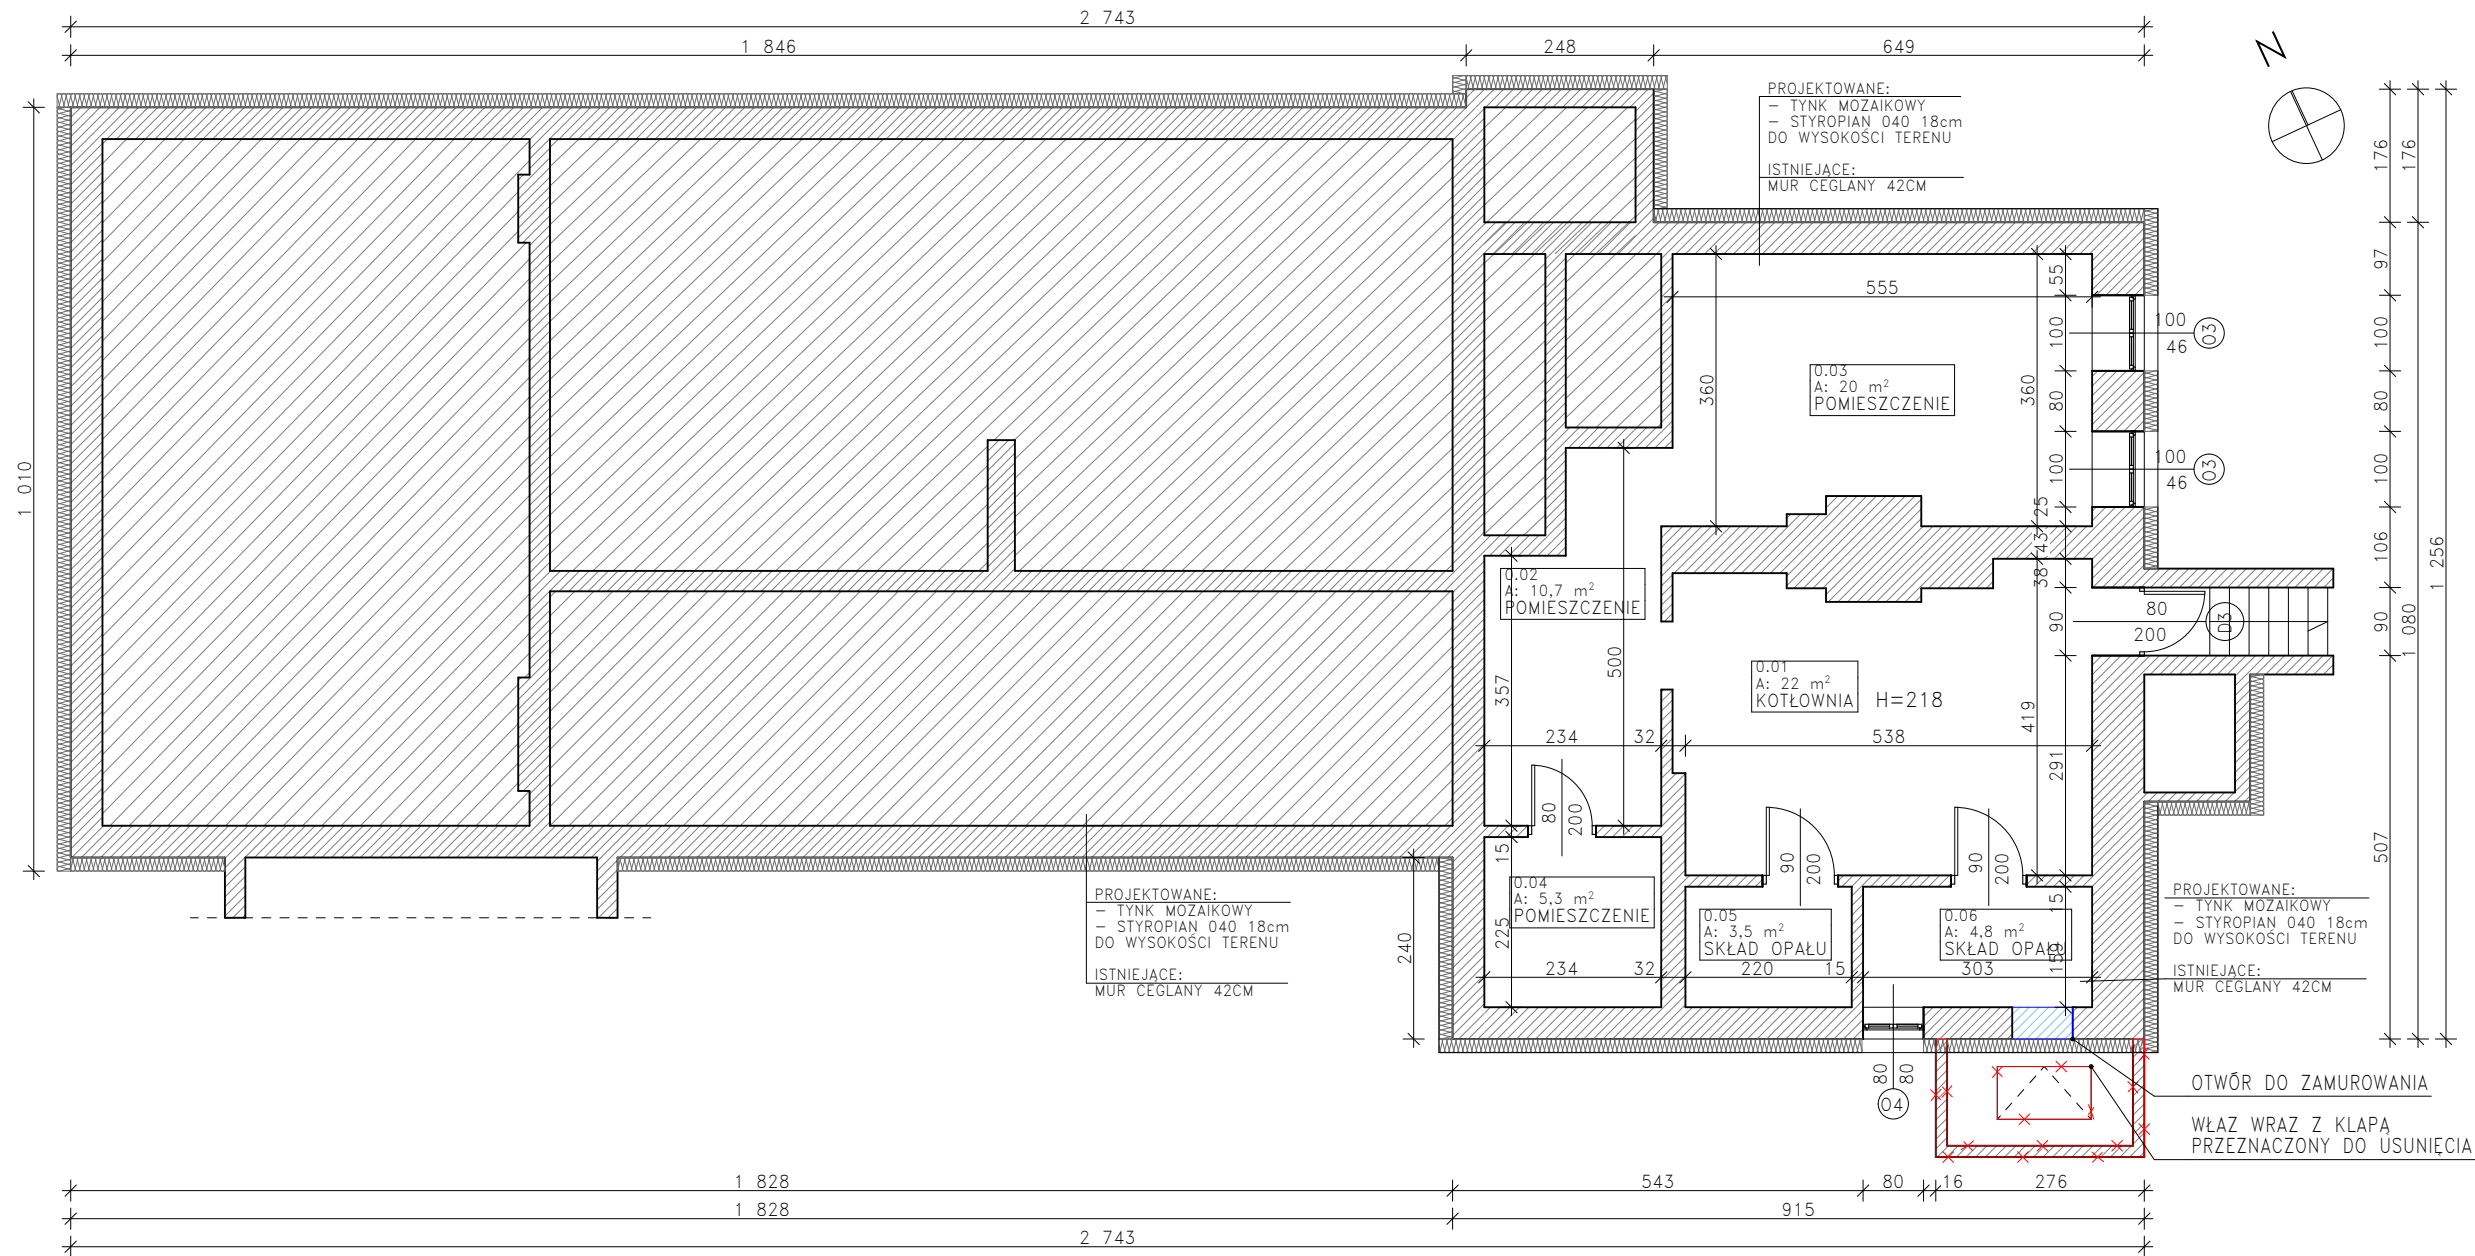 2 743
1 846
248
649
N
PROJEKTOWANE:
– TYNK MOZAIKOWY
– STYROPIAN 040 18cm
DO WYSOKOŚCI TERENU
ISTNIEJĄCE:
MUR CEGLANY 42CM
176
176
97
55
555
100
100
100
46
03
360
360
0.03
A: 20 m²
POMIESZCZENIE
80
80
100
100
100
46
03
1 010
25
43
38
106
1 256
1 080
0.02
A: 10,7 m²
POMIESZCZENIE
90
80
200
D3
90
500
357
0.01
A: 22 m²
KOTŁOWNIA
H=218
419
234
32
538
291
80
200
90
200
90
200
507
15
15
0.04
A: 5,3 m²
POMIESZCZENIE
PROJEKTOWANE:
– TYNK MOZAIKOWY
– STYROPIAN 040 18cm
DO WYSOKOŚCI TERENU
ISTNIEJĄCE:
MUR CEGLANY 42CM
240
225
0.05
A: 3,5 m²
SKŁAD OPAŁU
0.06
A: 4,8 m²
SKŁAD OPAŁU
159
PROJEKTOWANE:
– TYNK MOZAIKOWY
– STYROPIAN 040 18cm
DO WYSOKOŚCI TERENU
ISTNIEJĄCE:
MUR CEGLANY 42CM
234
32
220
15
303
80
80
04
OTWÓR DO ZAMUROWANIA
WŁAZ WRAZ Z KLAPĄ
PRZEZNACZONY DO USUNIĘCIA
1 828
543
80
16
276
1 828
915
2 743